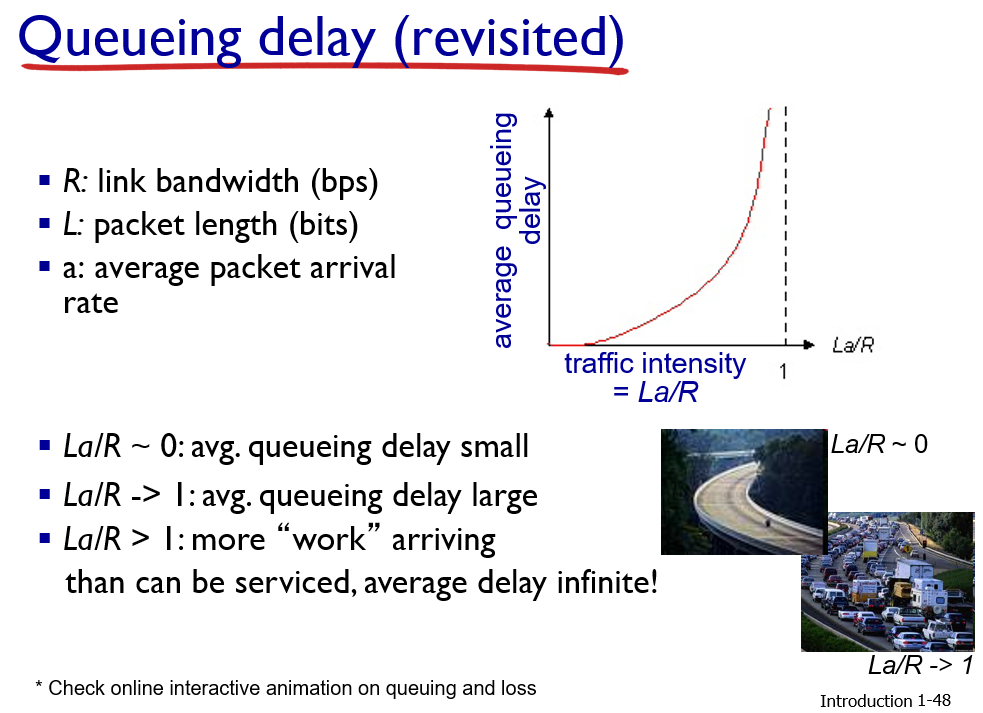 Queueing delay (revisited)
R: link bandwidth (bps)
L: packet length (bits)
a: average packet arrival
rate
average queueing
delay
La/R
traffic intensity
= La/R
1
La/R ~ 0: avg. queueing delay small
La/R -> 1: avg. queueing delay large
La/R > 1: more “work” arriving
than can be serviced, average delay infinite!
La/R ~ 0
La/R -> 1
* Check online interactive animation on queuing and loss
Introduction 1-48